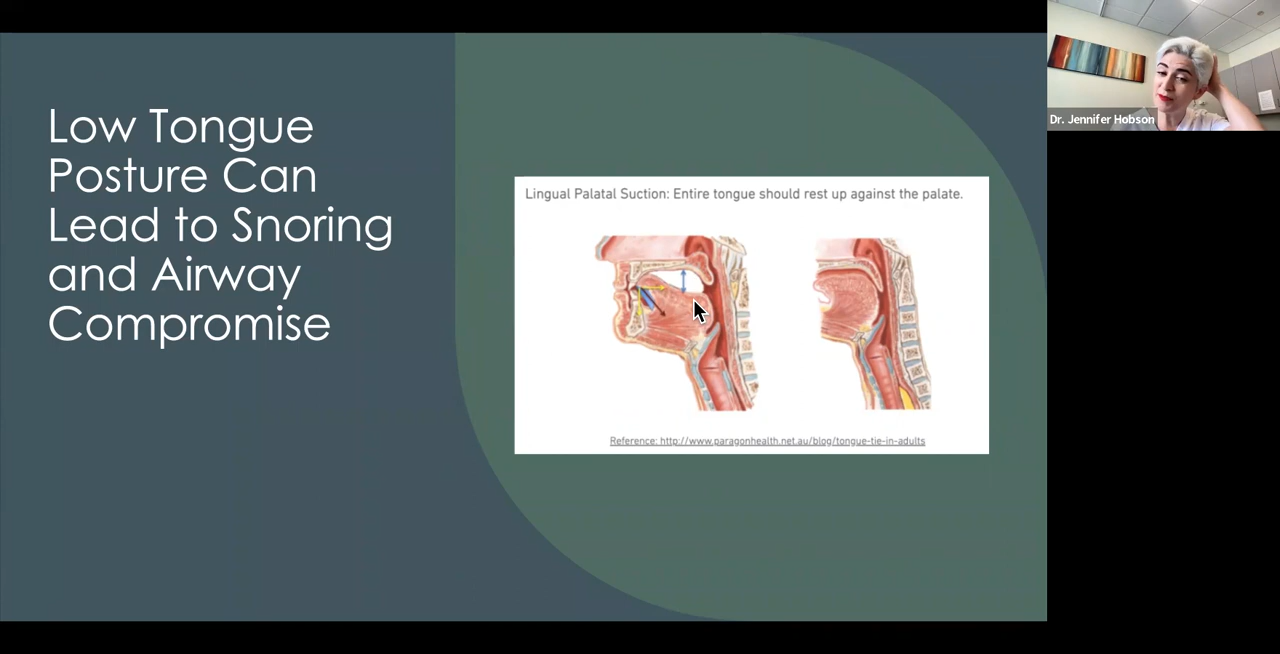 Low Tongue
Posture Can
Lead to Snoring
and Airway
Compromise
Lingual Palatal Suction: Entire tongue should rest up against the palate.
Reference: http://www.paragonhealth.net.au/blog/tongue-tie-in-adults
Dr. Jennifer Hobson